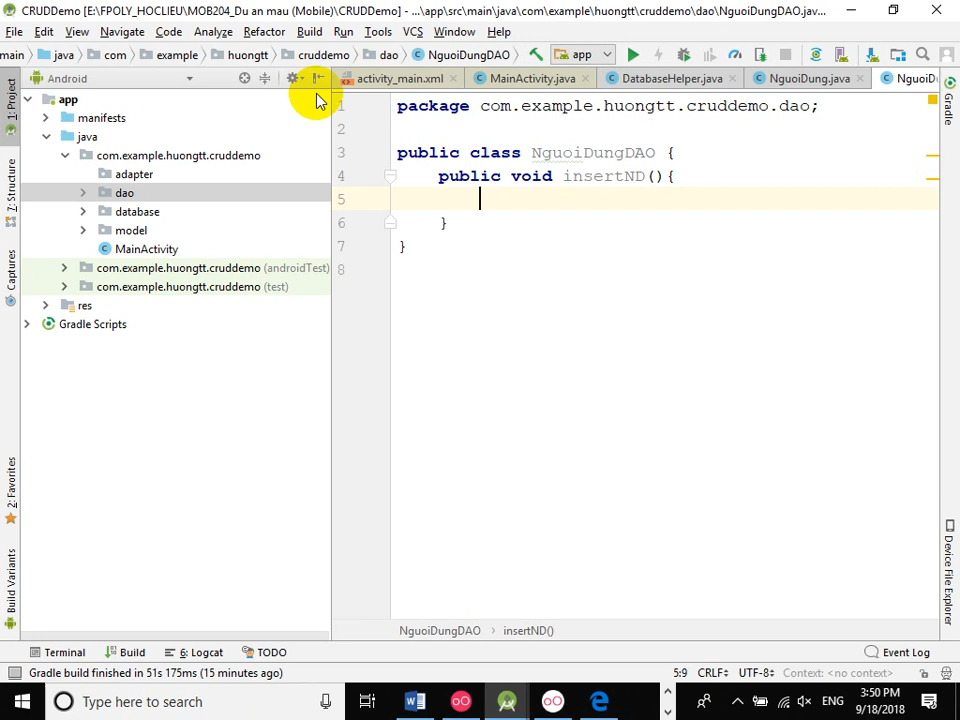 CRUDDemo [E:\FPOLY_HOCLIEU\MOB204_Du an mau (Mobile)\CRUDDemo] - ...\app\src\main\java\com\example\huongtt\cruddemo\dao\NguoiDungDAO.jav...
File Edit View Navigate Code Analyze Refactor Build Run Tools VCS Window Help
main java com example huongtt cruddemo dao NguoiDungDAO app
Android
activity_main.xml MainActivity.java DatabaseHelper.java NguoiDung.java NguoiD
1: Project
7: Structure
Captures
2: Favorites
Build Variants
app
manifests
java
com.example.huongtt.cruddemo
adapter
dao
database
model
MainActivity
com.example.huongtt.cruddemo (androidTest)
com.example.huongtt.cruddemo (test)
res
Gradle Scripts
1 package com.example.huongtt.cruddemo.dao;
2
3 public class NguoiDungDAO {
4 public void insertND(){
5
6 }
7 }
8
Gradle
Device File Explorer
NguoiDungDAO › insertND()
Terminal Build 6: Logcat TODO Event Log
Gradle build finished in 51s 175ms (15 minutes ago) 5:9 CRLF UTF-8 Context: <no context>
Type here to search ENG 3:50 PM
9/18/2018